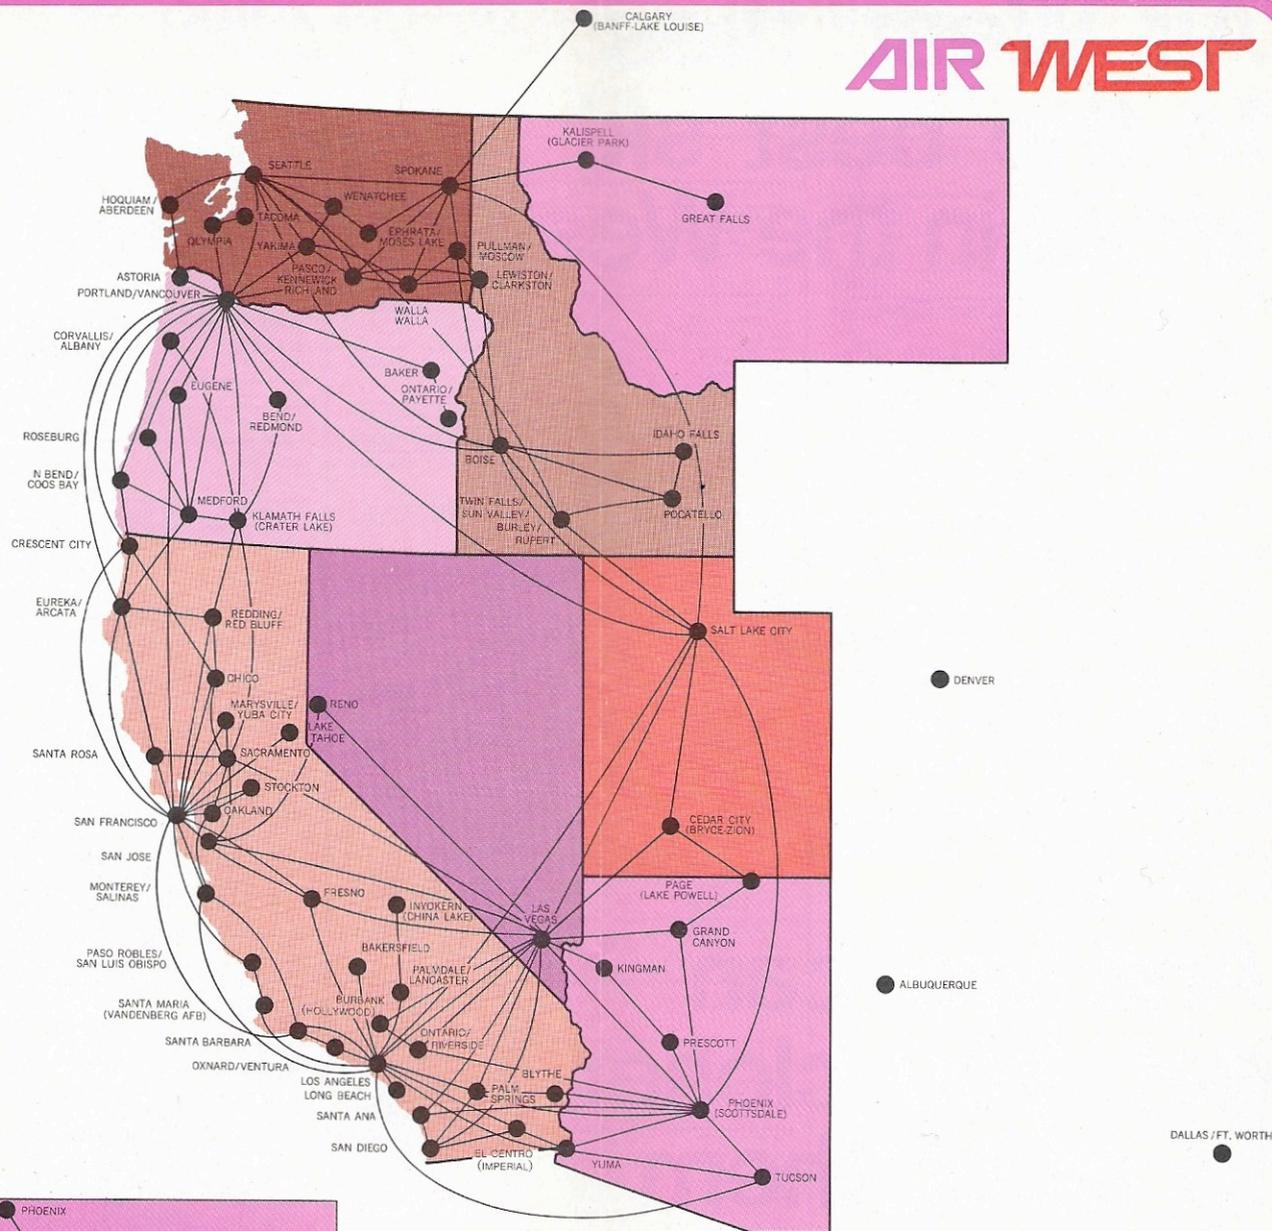 CALGARY
(BANFF-LAKE LOUISE)
AIR WEST
KALISPELL
(GLACIER PARK)
SEATTLE
SPOKANE
HOQUIAM/
ABERDEEN
WENATCHEE
TACOMA
GREAT FALLS
OLYMPIA
YAKIMA
EPHRATA/
MOSES LAKE
PULLMAN/
MOSCOW
ASTORIA
PASCO/
KENNEWICK
RICHLAND
LEWISTON/
CLARKSTON
PORTLAND/VANCOUVER
WALLA
WALLA
CORVALLIS/
ALBANY
BAKER
EUGENE
ONTARIO/
PAYETTE
BEND/
REDMOND
ROSEBURG
IDAHO FALLS
BOISE
N BEND/
COOS BAY
MEDFORD
TWIN FALLS/
SUN VALLEY/
BURLEY/
RUPERT
POCATELLO
KLAMATH FALLS
(CRATER LAKE)
CRESCENT CITY
EUREKA/
ARCATA
REDDING/
RED BLUFF
SALT LAKE CITY
CHICO
DENVER
MARYSVILLE/
YUBA CITY
RENO
LAKE
TAHOE
SANTA ROSA
SACRAMENTO
STOCKTON
SAN FRANCISCO
OAKLAND
CEDAR CITY
(BRYCE-ZION)
SAN JOSE
MONTEREY/
SALINAS
FRESNO
PAGE
(LAKE POWELL)
INYOKERN
(CHINA LAKE)
LAS
VEGAS
GRAND
CANYON
PASO ROBLES/
SAN LUIS OBISPO
BAKERSFIELD
PALMDALE/
LANCASTER
KINGMAN
ALBUQUERQUE
SANTA MARIA
(VANDENBERG AFB)
BURBANK
(HOLLYWOOD)
SANTA BARBARA
ONTARIO/
RIVERSIDE
PRESCOTT
OXNARD/VENTURA
LOS ANGELES
LONG BEACH
BLYTHE
PALM
SPRINGS
PHOENIX
(SCOTTSDALE)
SANTA ANA
SAN DIEGO
EL CENTRO
(IMPERIAL)
YUMA
TUCSON
DALLAS/FT. WORTH
PHOENIX